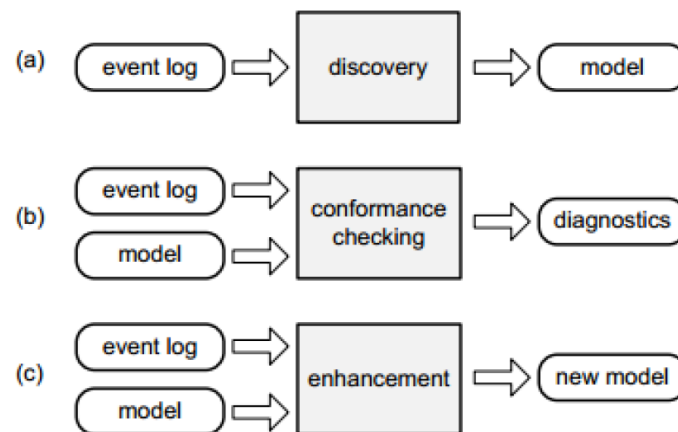 (a)
event log
discovery
model
(b)
event log
model
conformance
checking
diagnostics
(c)
event log
model
enhancement
new model